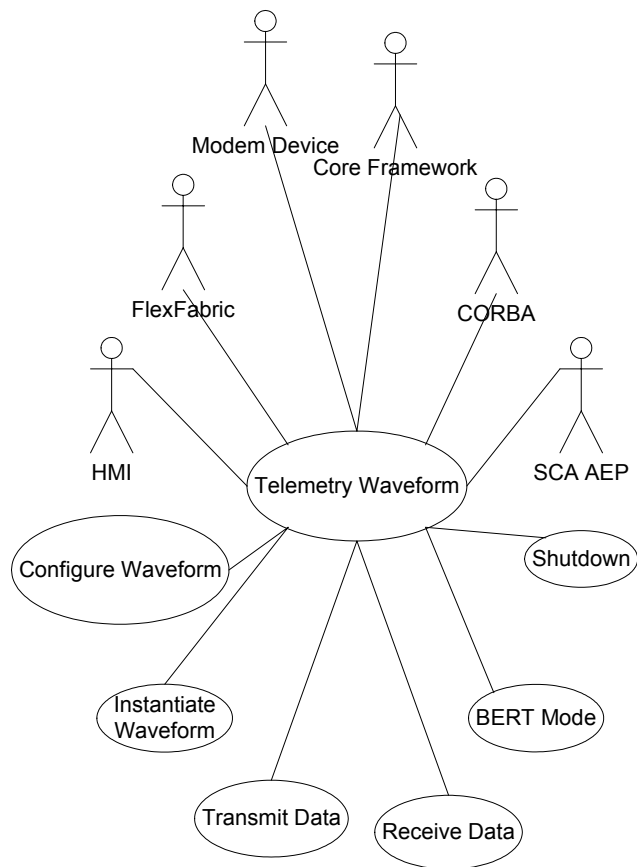 Modem Device
Core Framework
FlexFabric
CORBA
HMI
Telemetry Waveform
SCA AEP
Configure Waveform
Shutdown
Instantiate
Waveform
BERT Mode
Transmit Data
Receive Data